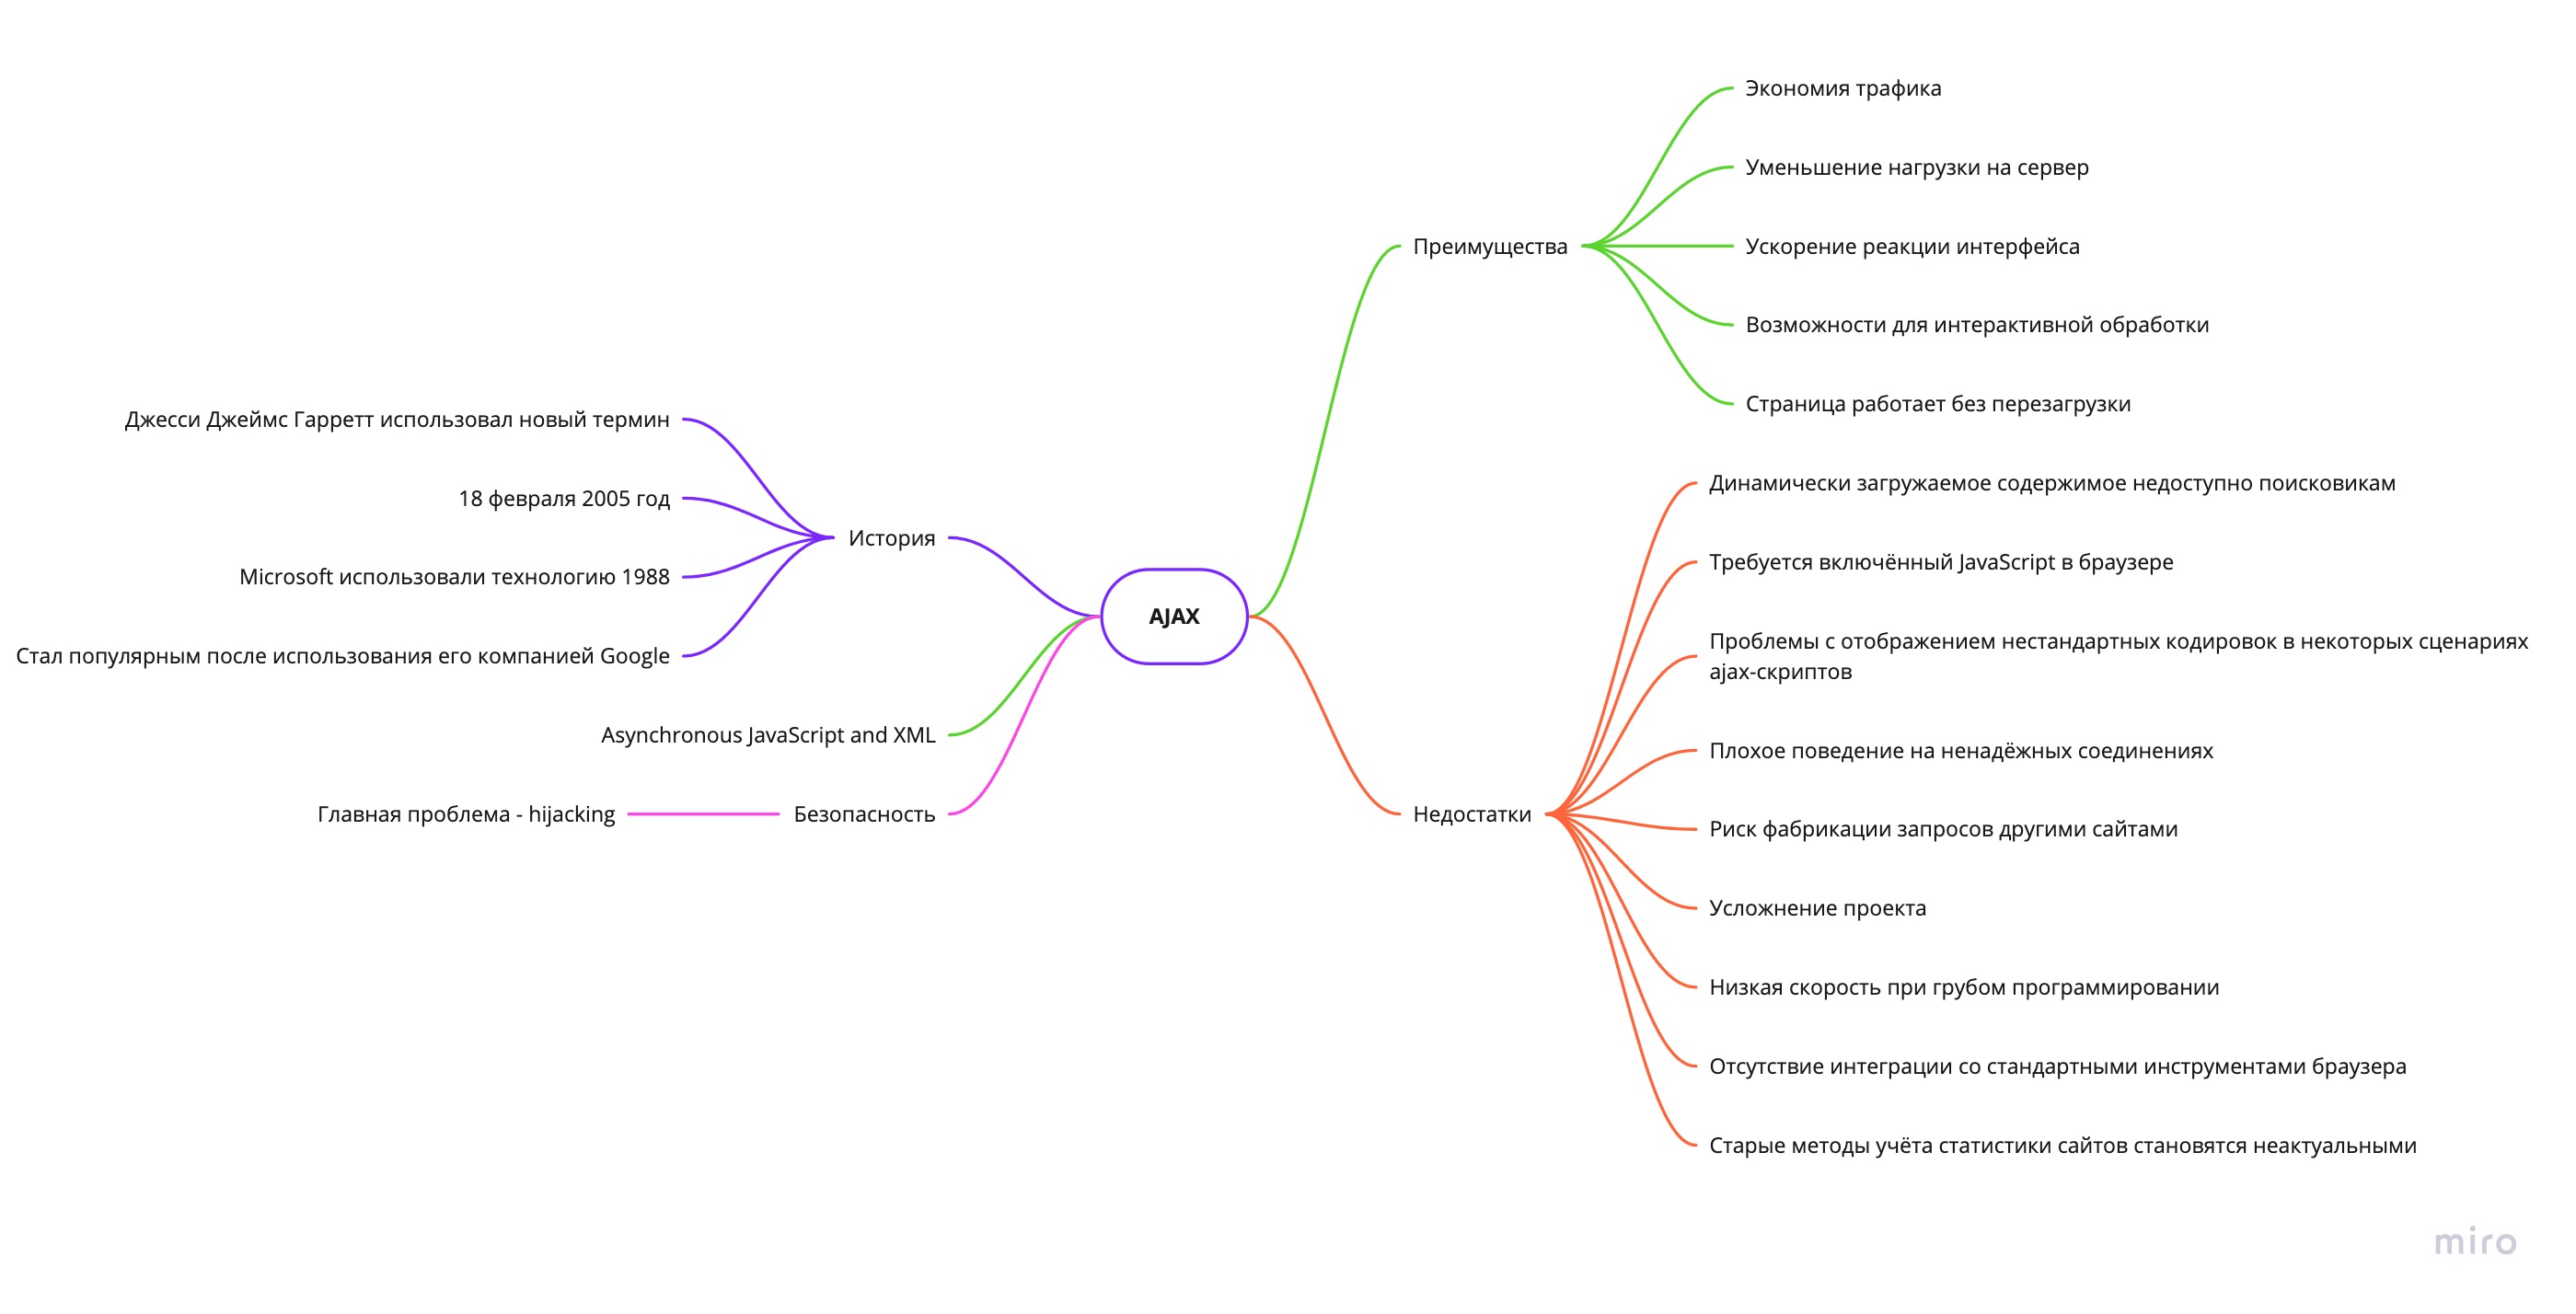 Экономия трафика
Уменьшение нагрузки на сервер
Преимущества
Ускорение реакции интерфейса
Возможности для интерактивной обработки
Страница работает без перезагрузки
Джесси Джеймс Гарретт использовал новый термин
18 февраля 2005 год
История
Microsoft использовали технологию 1988
Стал популярным после использования его компанией Google
AJAX
Asynchronous JavaScript and XML
Главная проблема - hijacking
Безопасность
Динамически загружаемое содержимое недоступно поисковикам
Требуется включённый JavaScript в браузере
Проблемы с отображением нестандартных кодировок в некоторых сценариях
ajax-скриптов
Плохое поведение на ненадёжных соединениях
Недостатки
Риск фабрикации запросов другими сайтами
Усложнение проекта
Низкая скорость при грубом программировании
Отсутствие интеграции со стандартными инструментами браузера
Старые методы учёта статистики сайтов становятся неактуальными
miro